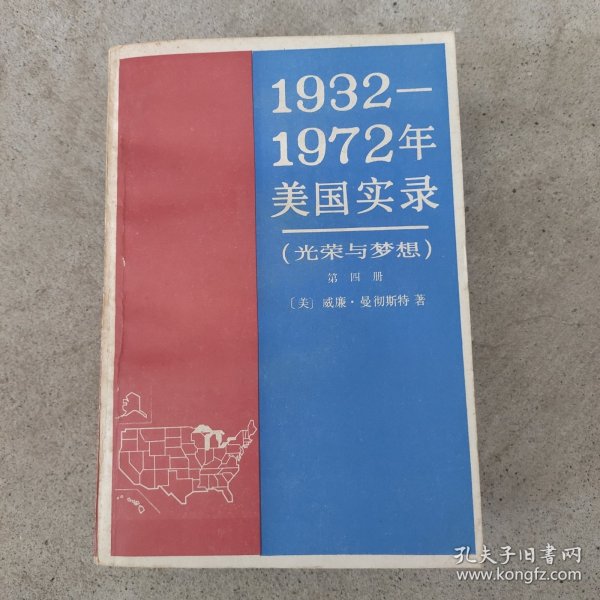 1932—
1972年
美国实录
(光荣与梦想)
第四册
〔美〕威廉·曼彻斯特 著
孔夫子旧书网
www.kongfz.com